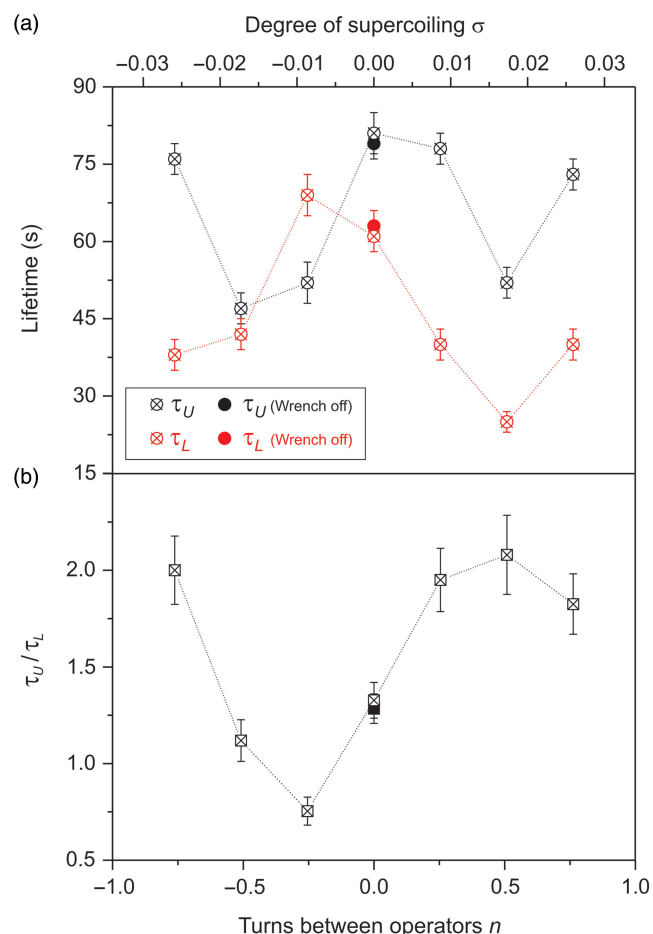 (a)
Degree of supercoiling σ
−0.03 −0.02 −0.01 0.00 0.01 0.02 0.03
90
75
60
45
30
15
Lifetime (s)
τU τU (Wrench off)
τL τL (Wrench off)
(b)
2.0
1.5
1.0
0.5
τU/τL
−1.0 −0.5 0.0 0.5 1.0
Turns between operators n